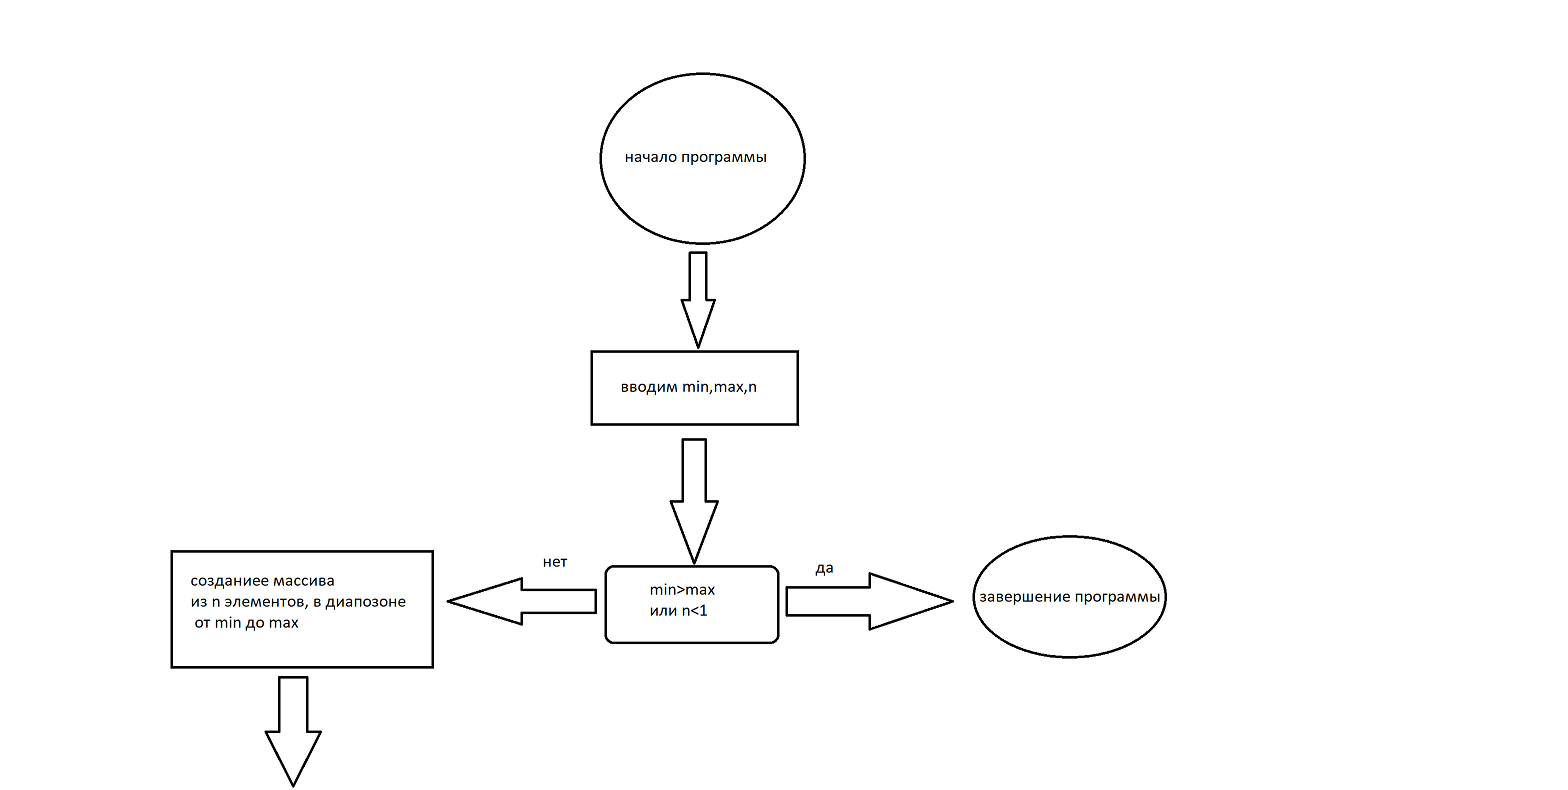 начало программы
вводим min,max,n
нет
да
min>max
или n<1
созданиее массива
из n элементов, в диапозоне
от min до max
завершение программы